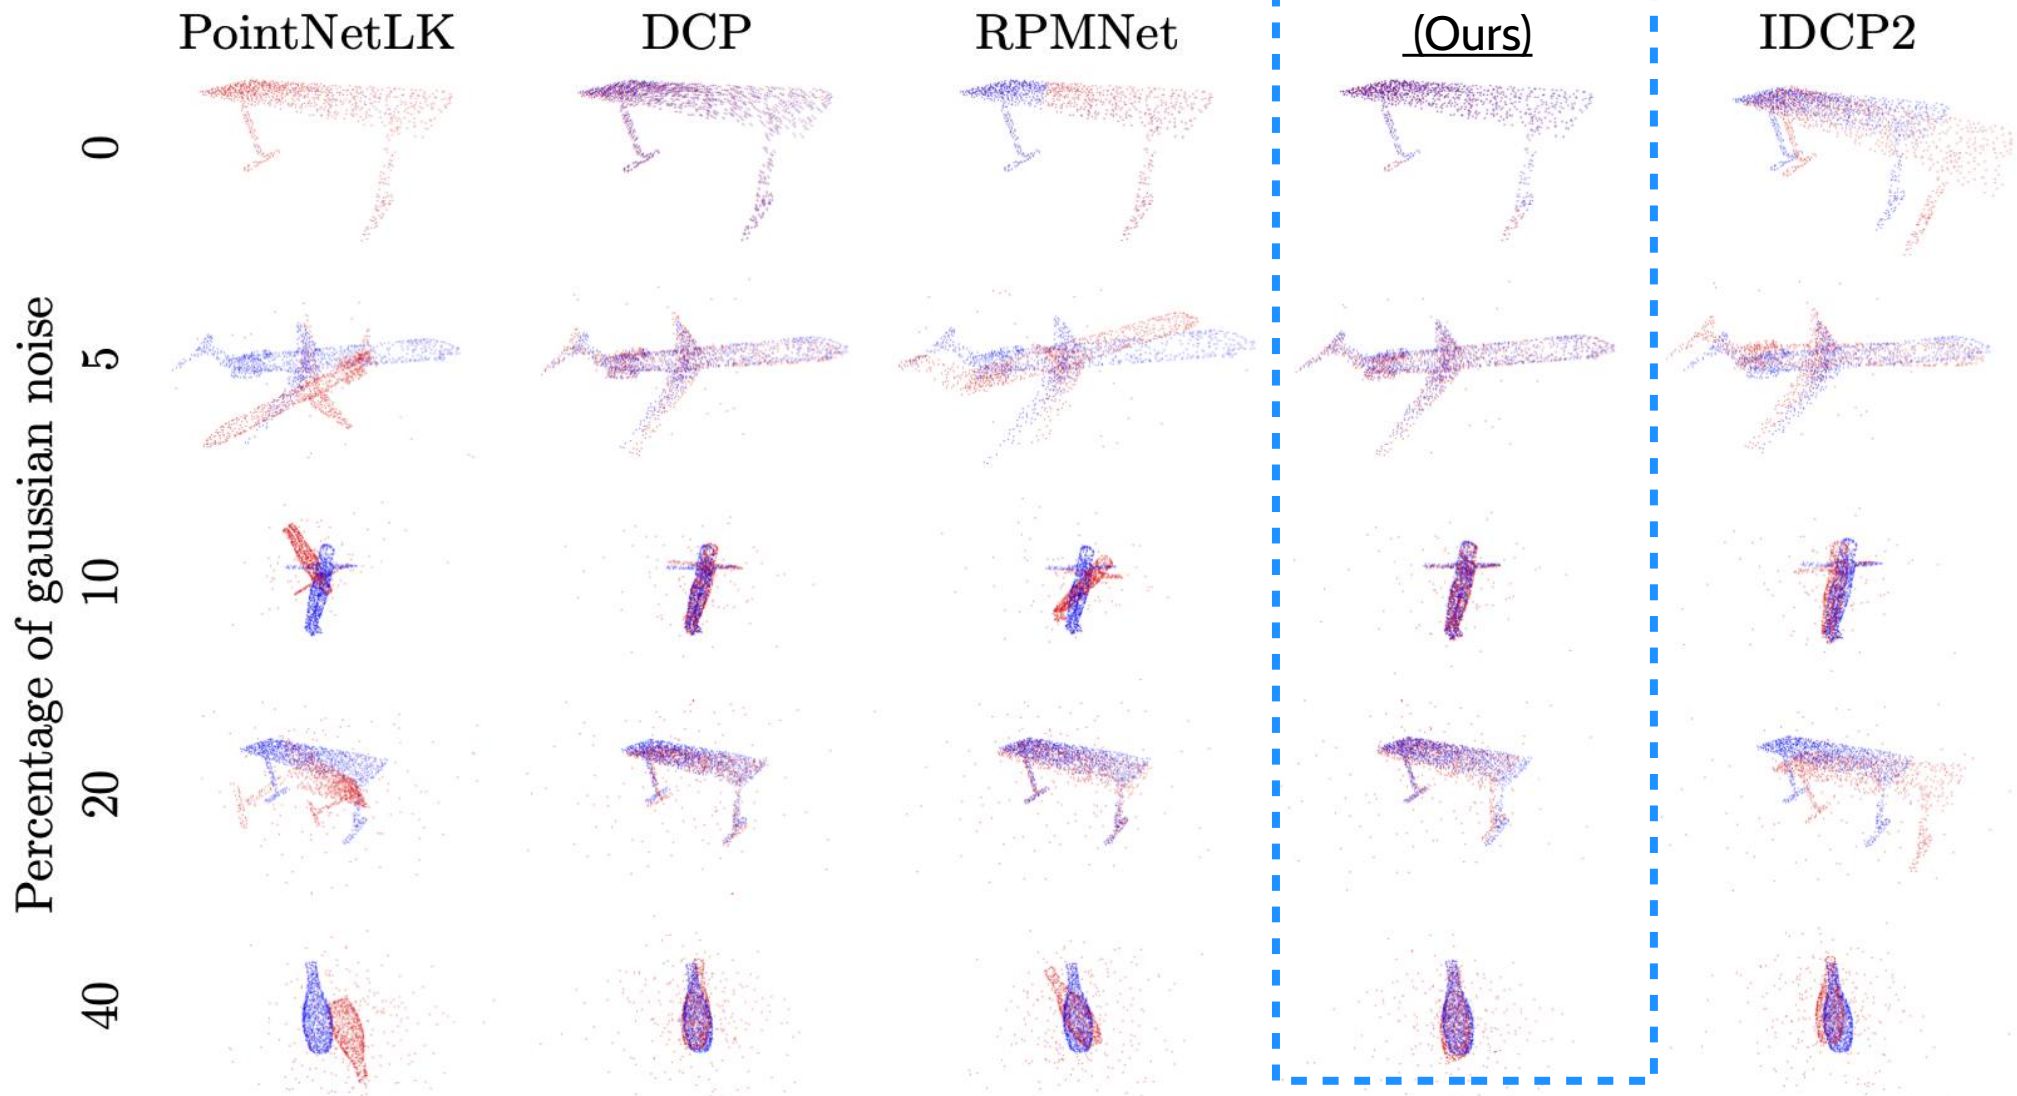 PointNetLK DCP RPMNet (Ours) IDCP2
Percentage of gaussian noise
0
5
10
20
40